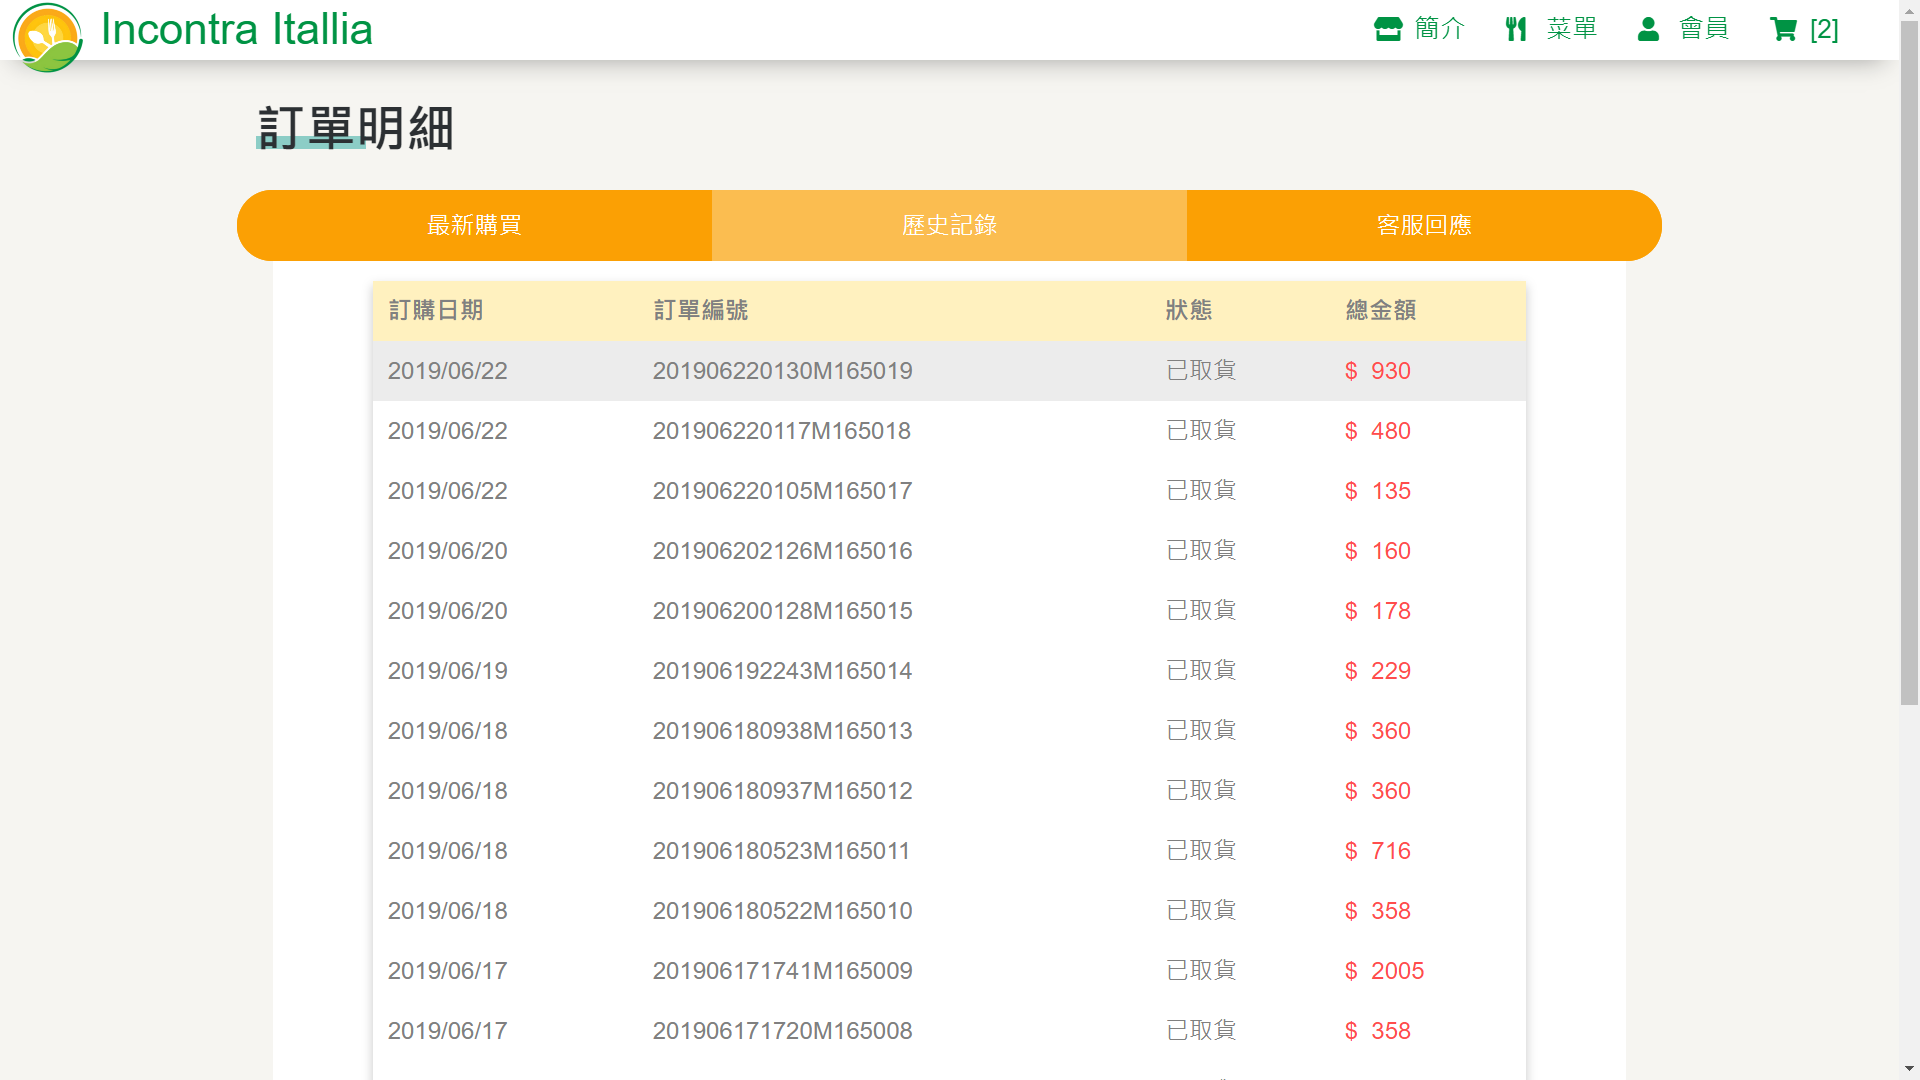 Incontra Itallia
簡介 菜單 會員 [2]
訂單明細
最新購買 歷史記錄 客服回應
訂購日期 訂單編號 狀態 總金額
2019/06/22 201906220130M165019 已取貨 $ 930
2019/06/22 201906220117M165018 已取貨 $ 480
2019/06/22 201906220105M165017 已取貨 $ 135
2019/06/20 201906202126M165016 已取貨 $ 160
2019/06/20 201906200128M165015 已取貨 $ 178
2019/06/19 201906192243M165014 已取貨 $ 229
2019/06/18 201906180938M165013 已取貨 $ 360
2019/06/18 201906180937M165012 已取貨 $ 360
2019/06/18 201906180523M165011 已取貨 $ 716
2019/06/18 201906180522M165010 已取貨 $ 358
2019/06/17 201906171741M165009 已取貨 $ 2005
2019/06/17 201906171720M165008 已取貨 $ 358